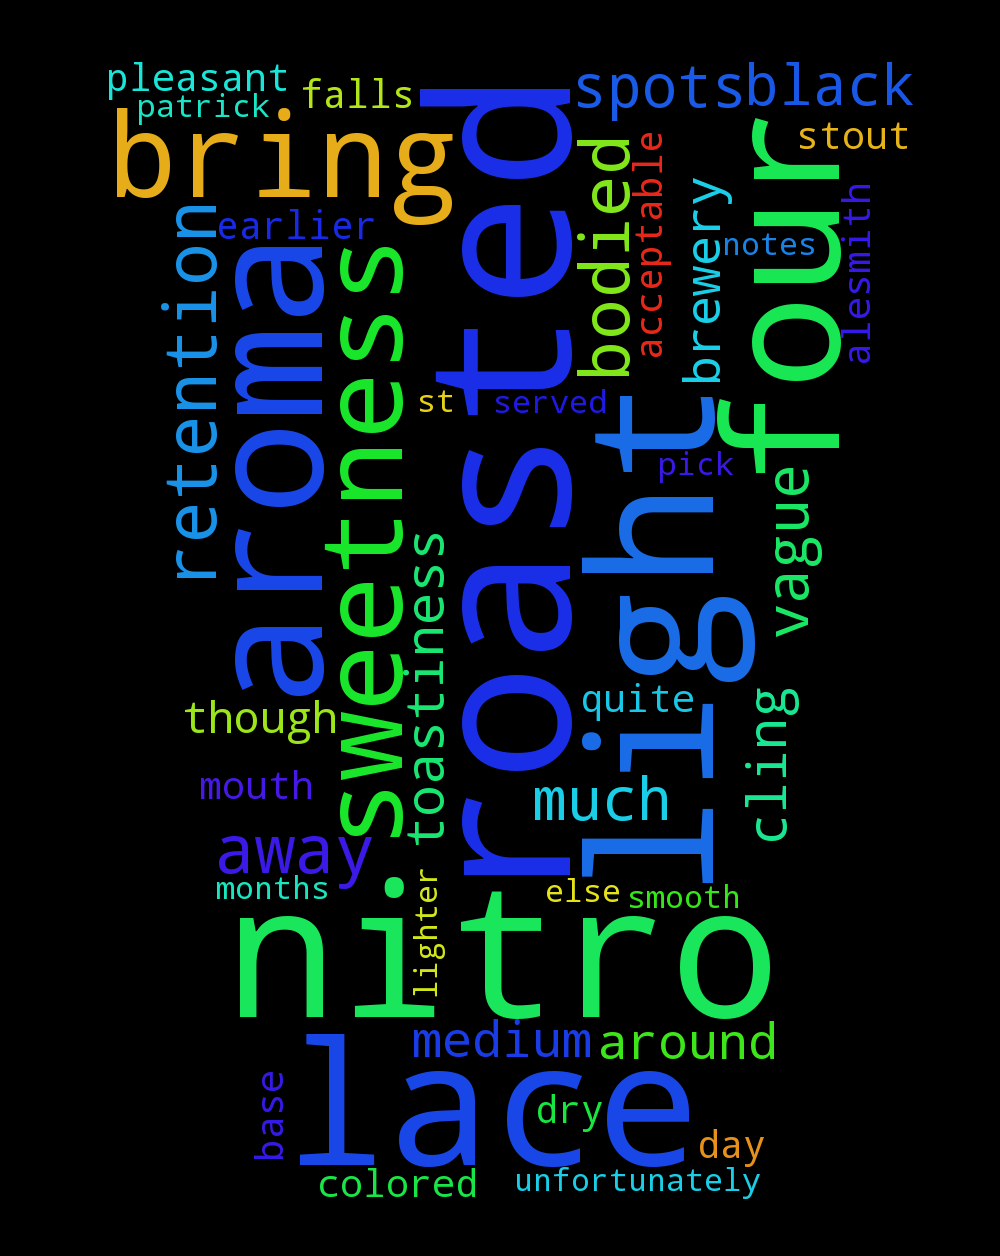 pleasant
patrick
falls
spots
black
stout
bring
earlier
retention
aroma
sweetness
roasted
bodied
acceptable
brewery
notes
four
alesmith
st
served
light
pick
vague
toastiness
quite
cling
though
mouth
much
away
months
lighter
else
smooth
nitro
medium
around
lace
base
dry
day
colored
unfortunately